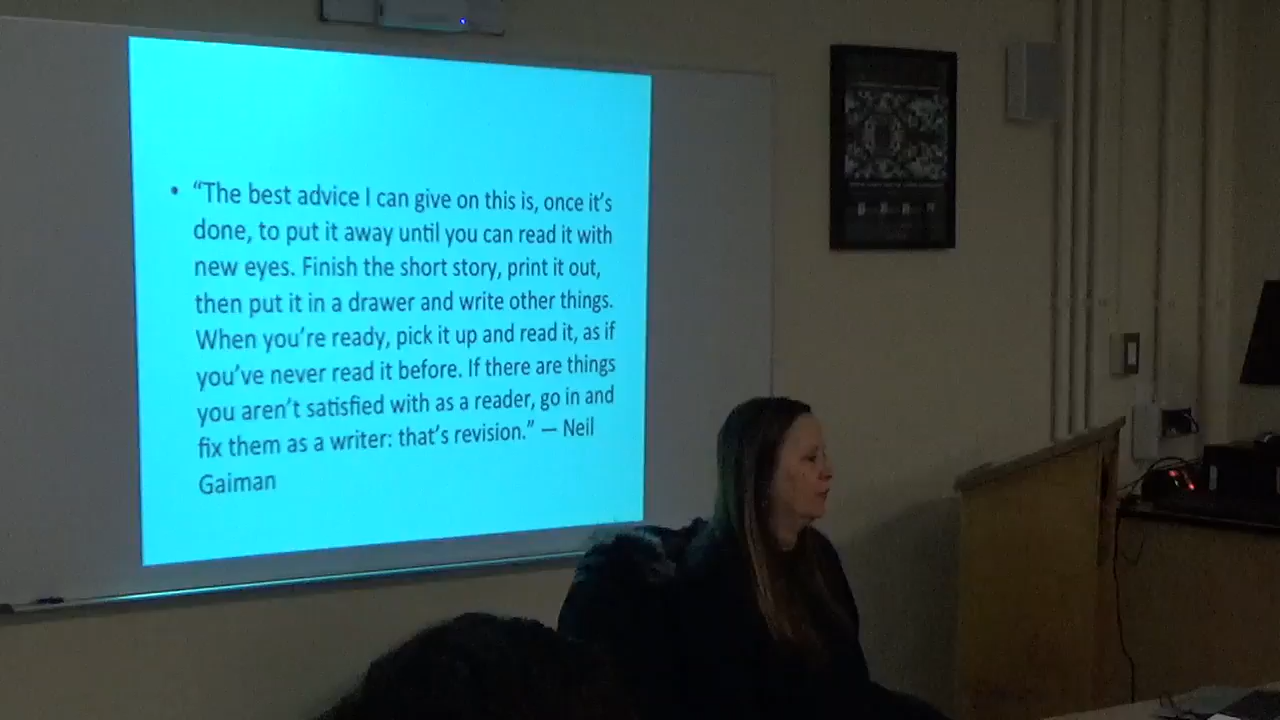 • “The best advice I can give on this is, once it’s
done, to put it away until you can read it with
new eyes. Finish the short story, print it out,
then put it in a drawer and write other things.
When you’re ready, pick it up and read it, as if
you’ve never read it before. If there are things
you aren’t satisfied with as a reader, go in and
fix them as a writer: that’s revision.” — Neil
Gaiman